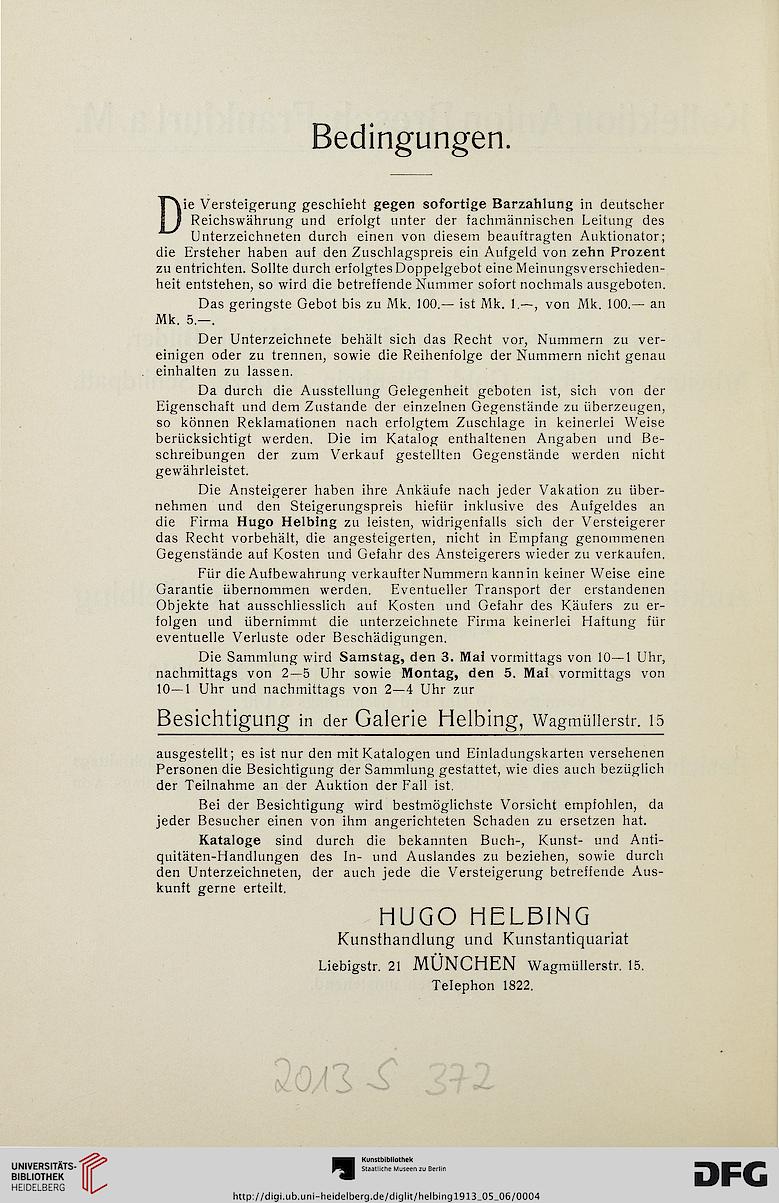 Bedingungen.
Die Versteigerung geschieht gegen sofortige Barzahlung in deutscher
Reichswährung und erfolgt unter der fachmännischen Leitung des
Unterzeichneten durch einen von diesem beauftragten Auktionator;
die Ersteher haben auf den Zuschlagspreis ein Aufgeld von zehn Prozent
zu entrichten. Sollte durch erfolgtes Doppelgebot eine Meinungsverschieden-
heit entstehen, so wird die betreffende Nummer sofort nochmals ausgeboten.
Das geringste Gebot bis zu Mk. 100.— ist Mk. 1.—, von Mk. 100.— an
Mk. 5.—.
Der Unterzeichnete behält sich das Recht vor, Nummern zu ver-
einigen oder zu trennen, sowie die Reihenfolge der Nummern nicht genau
einhalten zu lassen.
Da durch die Ausstellung Gelegenheit geboten ist, sich von der
Eigenschaft und dem Zustande der einzelnen Gegenstände zu überzeugen,
so können Reklamationen nach erfolgtem Zuschlage in keinerlei Weise
berücksichtigt werden. Die im Katalog enthaltenen Angaben und Be-
schreibungen der zum Verkauf gestellten Gegenstände werden nicht
gewährleistet.
Die Ansteigerer haben ihre Ankäufe nach jeder Vakation zu über-
nehmen und den Steigerungspreis hiefür inklusive des Aufgeldes an
die Firma Hugo Helbing zu leisten, widrigenfalls sich der Versteigerer
das Recht vorbehält, die angesteigerten, nicht in Empfang genommenen
Gegenstände auf Kosten und Gefahr des Ansteigerers wieder zu verkaufen.
Für die Aufbewahrung verkaufter Nummern kann in keiner Weise eine
Garantie übernommen werden. Eventueller Transport der erstandenen
Objekte hat ausschliesslich auf Kosten und Gefahr des Käufers zu er-
folgen und übernimmt die unterzeichnete Firma keinerlei Haftung für
eventuelle Verluste oder Beschädigungen.
Die Sammlung wird Samstag, den 3. Mai vormittags von 10—1 Uhr,
nachmittags von 2—5 Uhr sowie Montag, den 5. Mai vormittags von
10—1 Uhr und nachmittags von 2—4 Uhr zur
Besichtigung in der Galerie Helbing, Wagmüllerstr. 15
ausgestellt; es ist nur den mit Katalogen und Einladungskarten versehenen
Personen die Besichtigung der Sammlung gestattet, wie dies auch bezüglich
der Teilnahme an der Auktion der Fall ist.
Bei der Besichtigung wird bestmöglichste Vorsicht empfohlen, da
jeder Besucher einen von ihm angerichteten Schaden zu ersetzen hat.
Kataloge sind durch die bekannten Buch-, Kunst- und Anti-
quitäten-Handlungen des In- und Auslandes zu beziehen, sowie durch
den Unterzeichneten, der auch jede die Versteigerung betreffende Aus-
kunft gerne erteilt.
HUGO HELBING
Kunsthandlung und Kunstantiquariat
Liebigstr. 21 MÜNCHEN Wagmüllerstr. 15.
Telephon 1822.
2013 S 372
UNIVERSITÄTS-
BIBLIOTHEK
HEIDELBERG
Kunstbibliothek
Staatliche Museen zu Berlin
DFG
http://digi.ub.uni-heidelberg.de/diglit/helbing1913_05_06/0004